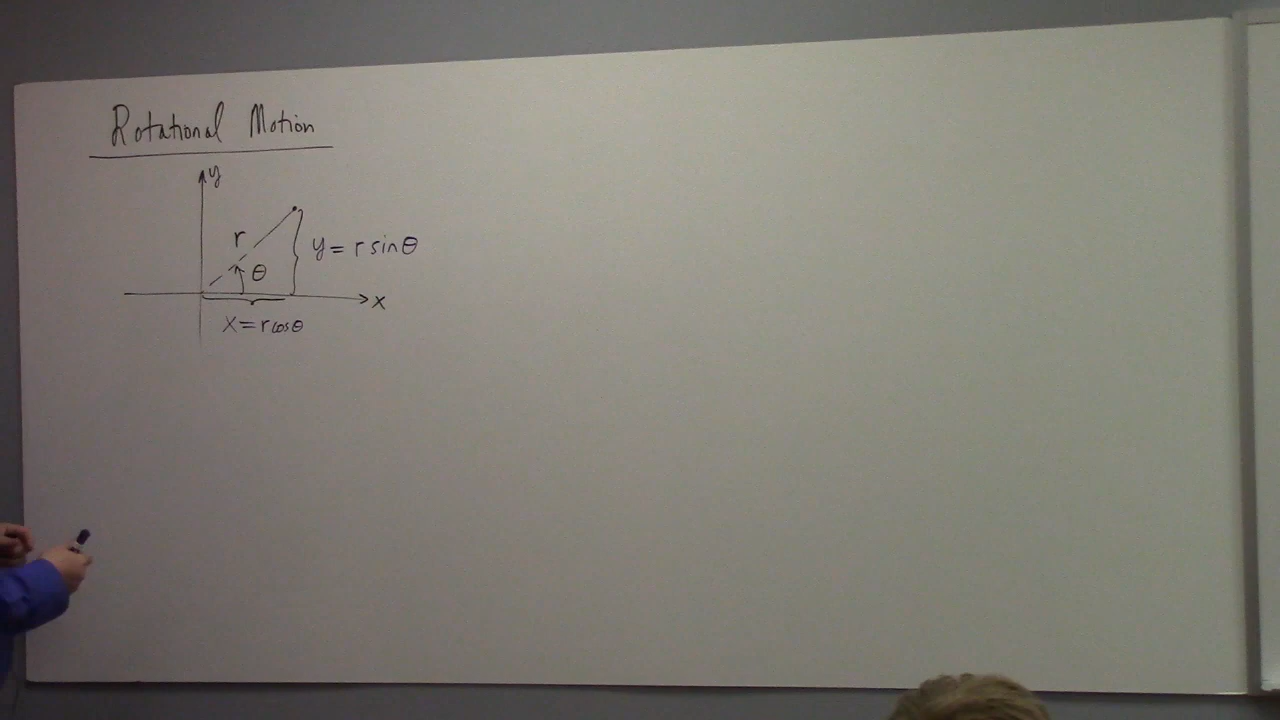 Rotational Motion
y
r
y = r sinθ
θ
x
x = r cosθ